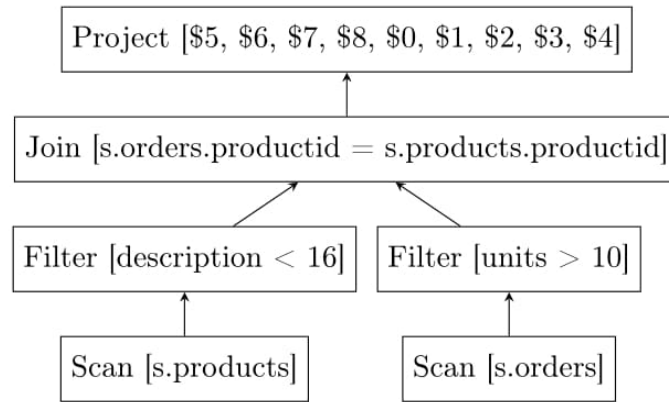 Project [$5, $6, $7, $8, $0, $1, $2, $3, $4]
Join [s.orders.productid = s.products.productid]
Filter [description < 16]
Filter [units > 10]
Scan [s.products]
Scan [s.orders]